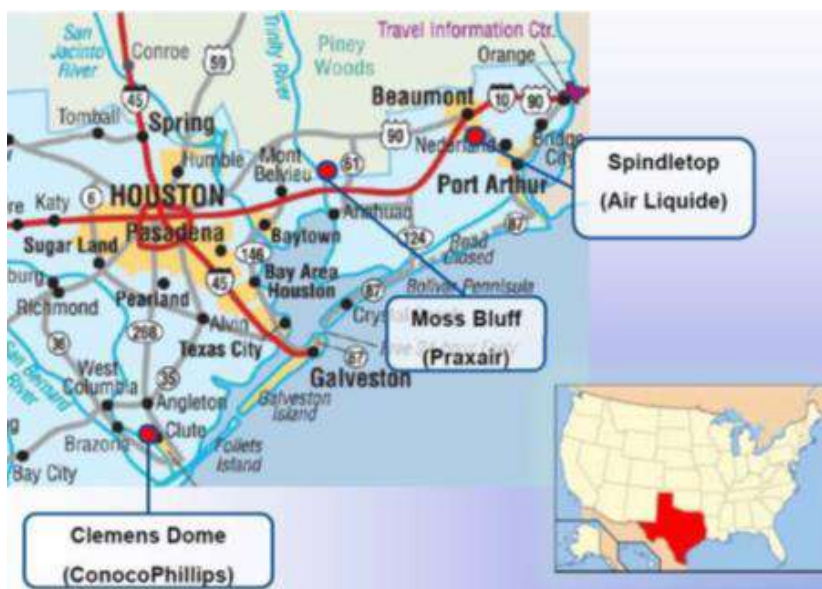 Travel Information Ctr.
San
Jacinto
River
Conroe
59
Trinity River
Piney
Woods
Orange
45
10
90
Beaumont
Tomball
Spring
90
Nederland
Bridge
City
Humble
Mont
Belvieu
61
Port Arthur
6
Katy
HOUSTON
Anahuac
87
Sugar Land
Pasadena
Baytown
124
Road
Closed
146
Richmond
Pearland
45
Bay Area
Houston
87
Bolivar Peninsula
36
288
Alvin
Texas City
Crystal
87
San Bernard
River
West
Columbia
35
Galveston
Angleton
Galveston
Island
Brazoria
Clute
Follets
Island
Bay City
Spindletop
(Air Liquide)
Moss Bluff
(Praxair)
Clemens Dome
(ConocoPhillips)